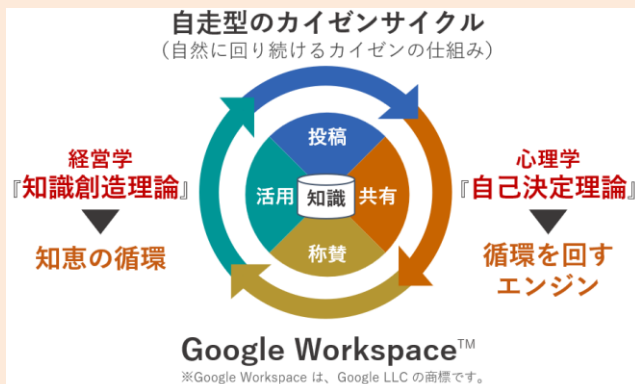 自走型のカイゼンサイクル
(自然に回り続けるカイゼンの仕組み)
経営学
『知識創造理論』
知恵の循環
投稿
活用
知識
共有
称賛
心理学
『自己決定理論』
循環を回す
エンジン
Google Workspace™
※Google Workspace は、Google LLC の商標です。